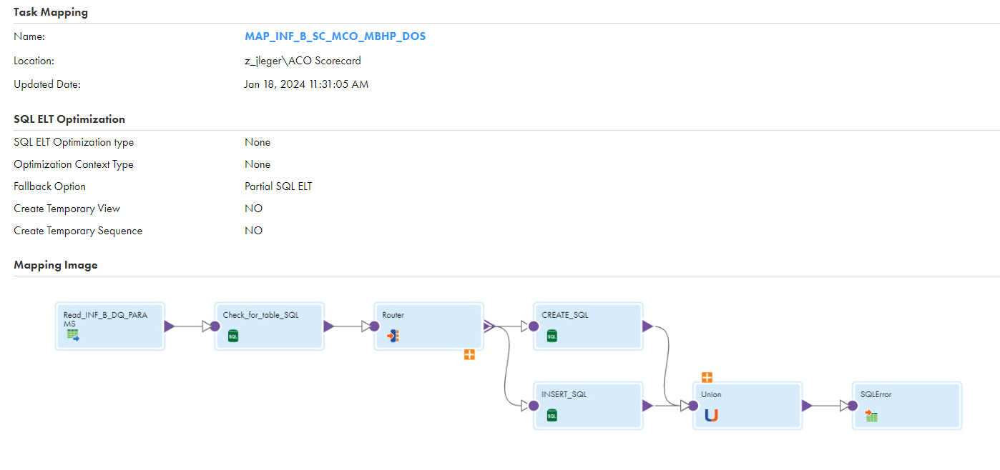 Task Mapping
Name: MAP_INF_B_SC_MCO_MBHP_DOS
Location: z_jleger\ACO Scorecard
Updated Date: Jan 18, 2024 11:31:05 AM
SQL ELT Optimization
SQL ELT Optimization type None
Optimization Context Type None
Fallback Option Partial SQL ELT
Create Temporary View NO
Create Temporary Sequence NO
Mapping Image
Read_INF_B_DQ_PARA
MS
Check_for_table_SQL
SQL
Router
CREATE_SQL
SQL
INSERT_SQL
SQL
Union
SQLError